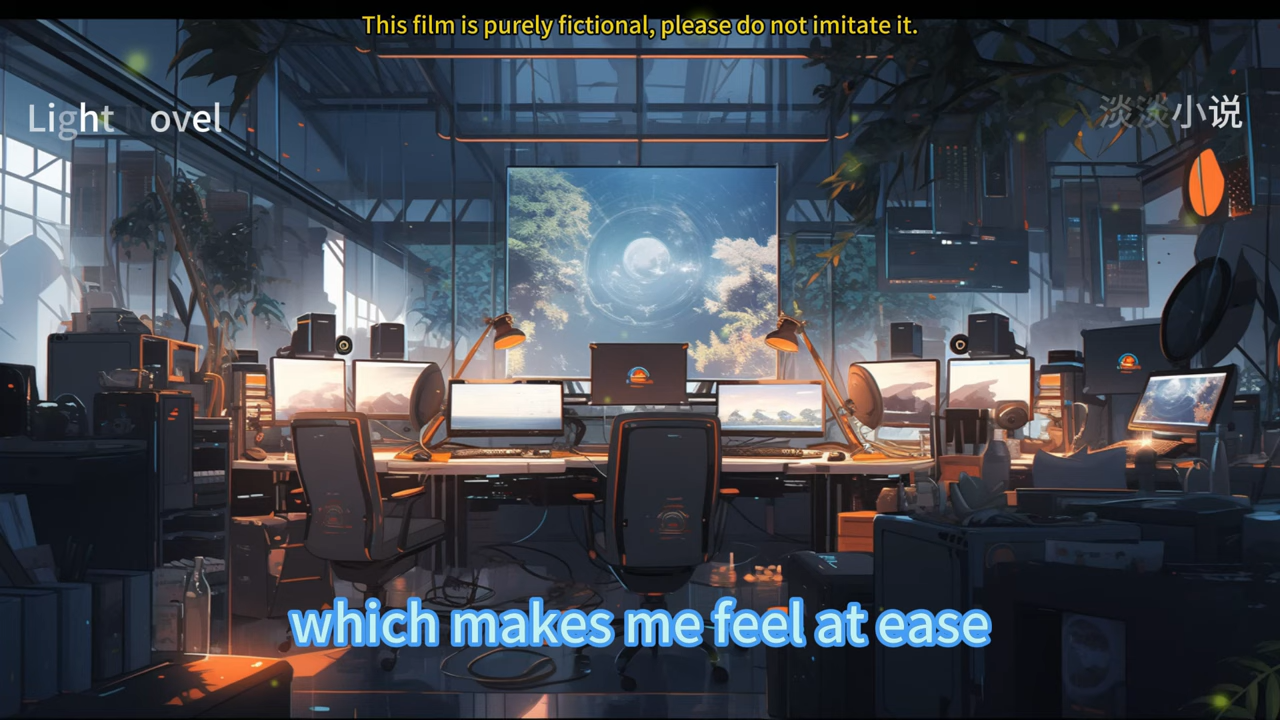 This film is purely fictional, please do not imitate it.
Light Novel
淡淡小说
which makes me feel at ease